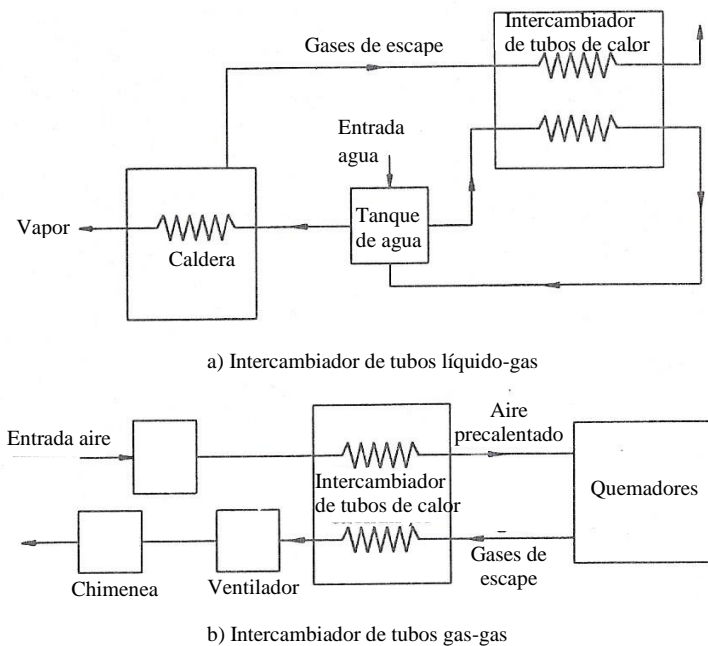 Intercambiador
de tubos de calor
Gases de escape
Entrada
agua
Tanque
de agua
Vapor
Caldera
a) Intercambiador de tubos líquido-gas
Entrada aire
Aire
precalentado
Intercambiador
de tubos de calor
Quemadores
Gases de
escape
Chimenea
Ventilador
b) Intercambiador de tubos gas-gas